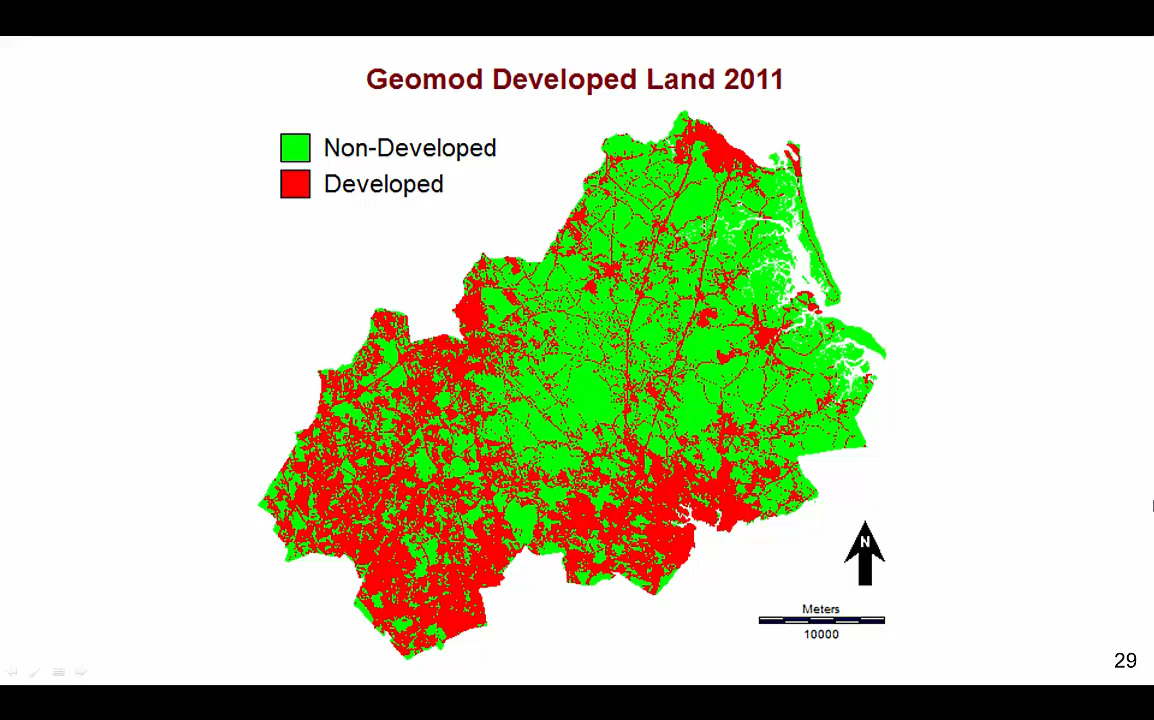 Geomod Developed Land 2011
Non-Developed
Developed
N
Meters
10000
29